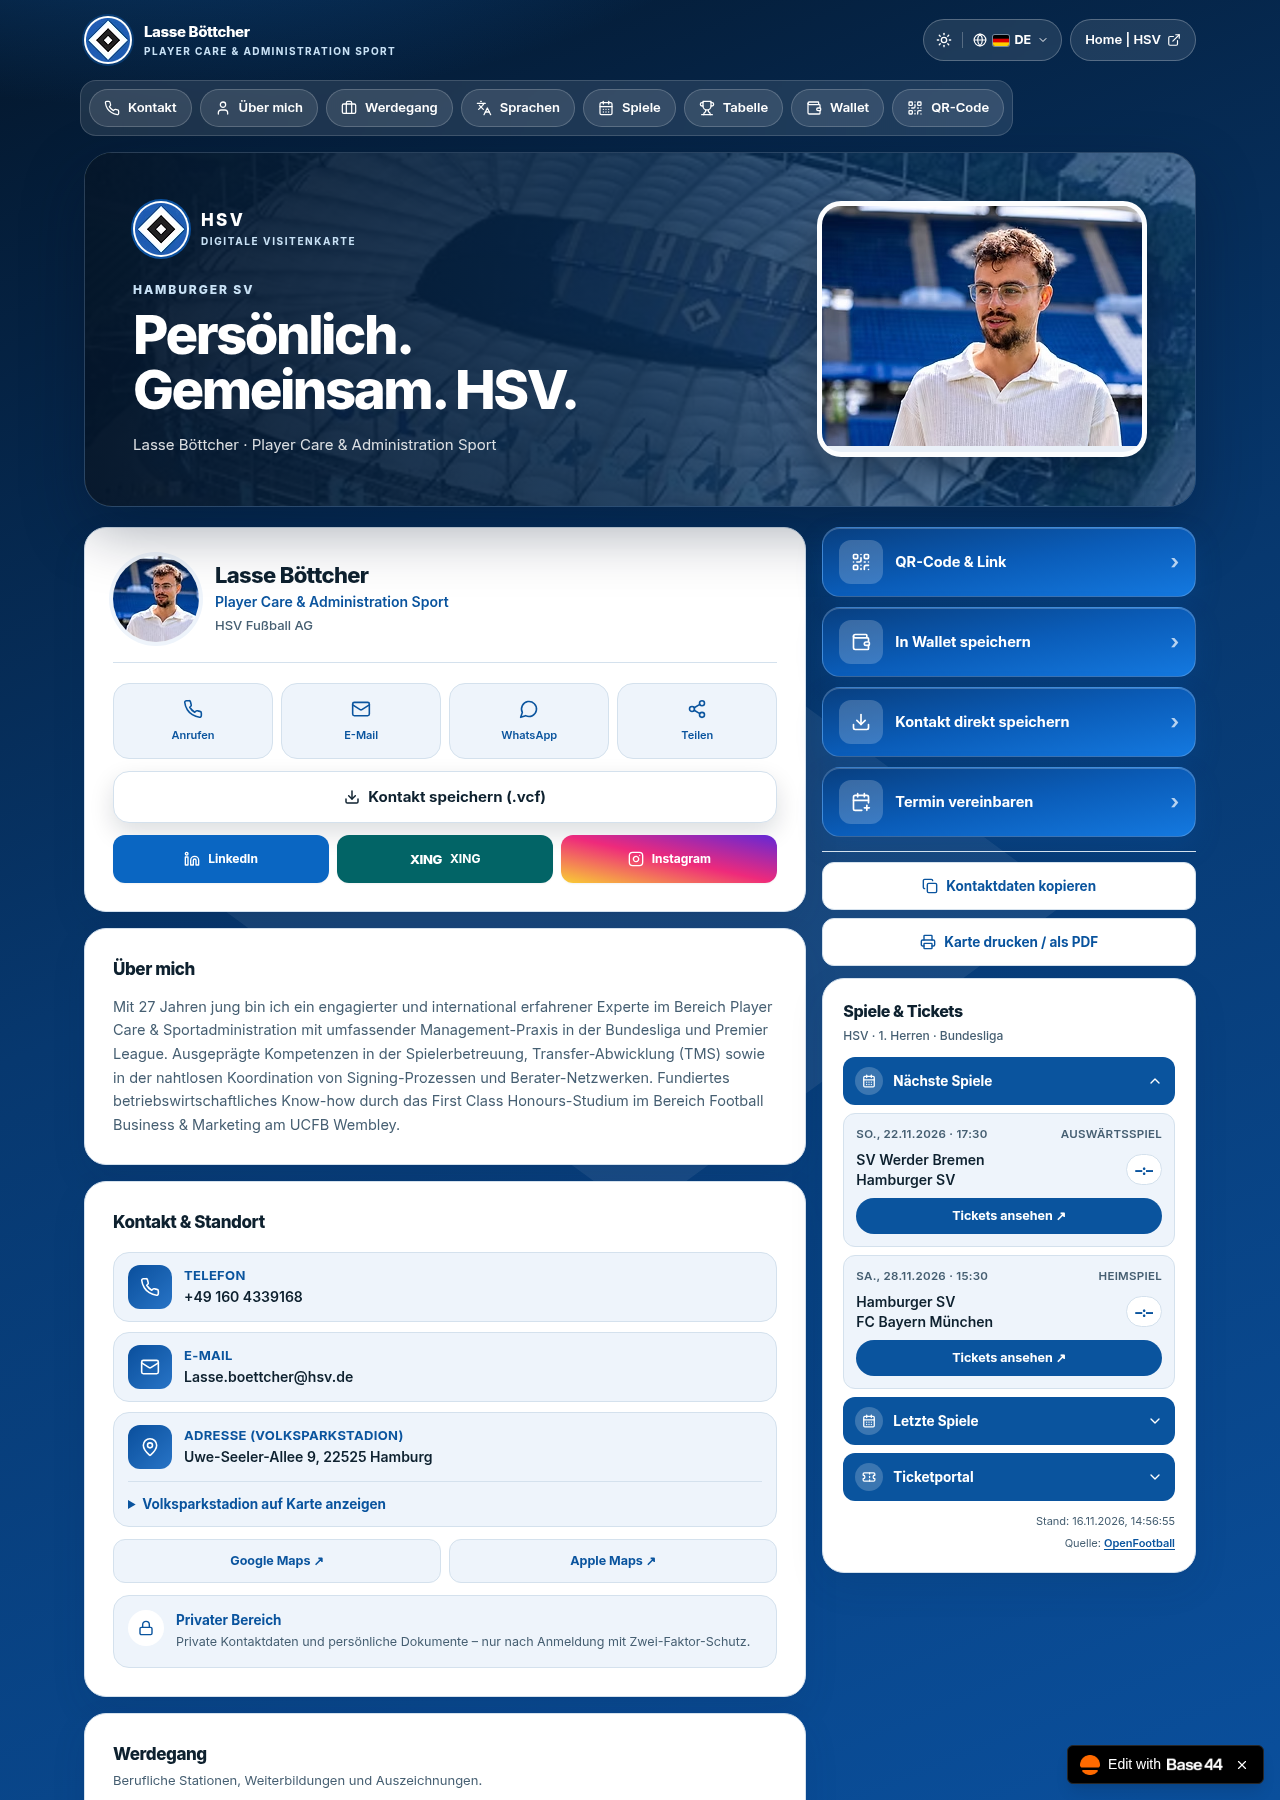 Lasse Böttcher
PLAYER CARE & ADMINISTRATION SPORT
DE
Home | HSV
Kontakt
Über mich
Werdegang
Sprachen
Spiele
Tabelle
Wallet
QR-Code
HSV
DIGITALE VISITENKARTE
HAMBURGER SV
Persönlich.
Gemeinsam. HSV.
Lasse Böttcher · Player Care & Administration Sport
Lasse Böttcher
Player Care & Administration Sport
HSV Fußball AG
Anrufen
E-Mail
WhatsApp
Teilen
Kontakt speichern (.vcf)
LinkedIn
XING XING
Instagram
QR-Code & Link
In Wallet speichern
Kontakt direkt speichern
Termin vereinbaren
Kontaktdaten kopieren
Karte drucken / als PDF
Über mich
Mit 27 Jahren jung bin ich ein engagierter und international erfahrener Experte im Bereich Player
Care & Sportadministration mit umfassender Management-Praxis in der Bundesliga und Premier
League. Ausgeprägte Kompetenzen in der Spielerbetreuung, Transfer-Abwicklung (TMS) sowie
in der nahtlosen Koordination von Signing-Prozessen und Berater-Netzwerken. Fundiertes
betriebswirtschaftliches Know-how durch das First Class Honours-Studium im Bereich Football
Business & Marketing am UCFB Wembley.
Spiele & Tickets
HSV · 1. Herren · Bundesliga
Nächste Spiele
SO., 22.11.2026 · 17:30
AUSWÄRTSSPIEL
SV Werder Bremen
Hamburger SV
–:–
Tickets ansehen ↗
SA., 28.11.2026 · 15:30
HEIMSPIEL
Hamburger SV
FC Bayern München
–:–
Tickets ansehen ↗
Letzte Spiele
Ticketportal
Stand: 16.11.2026, 14:56:55
Quelle: OpenFootball
Kontakt & Standort
TELEFON
+49 160 4339168
E-MAIL
Lasse.boettcher@hsv.de
ADRESSE (VOLKSPARKSTADION)
Uwe-Seeler-Allee 9, 22525 Hamburg
Volksparkstadion auf Karte anzeigen
Google Maps ↗
Apple Maps ↗
Privater Bereich
Private Kontaktdaten und persönliche Dokumente – nur nach Anmeldung mit Zwei-Faktor-Schutz.
Werdegang
Berufliche Stationen, Weiterbildungen und Auszeichnungen.
Edit with Base 44